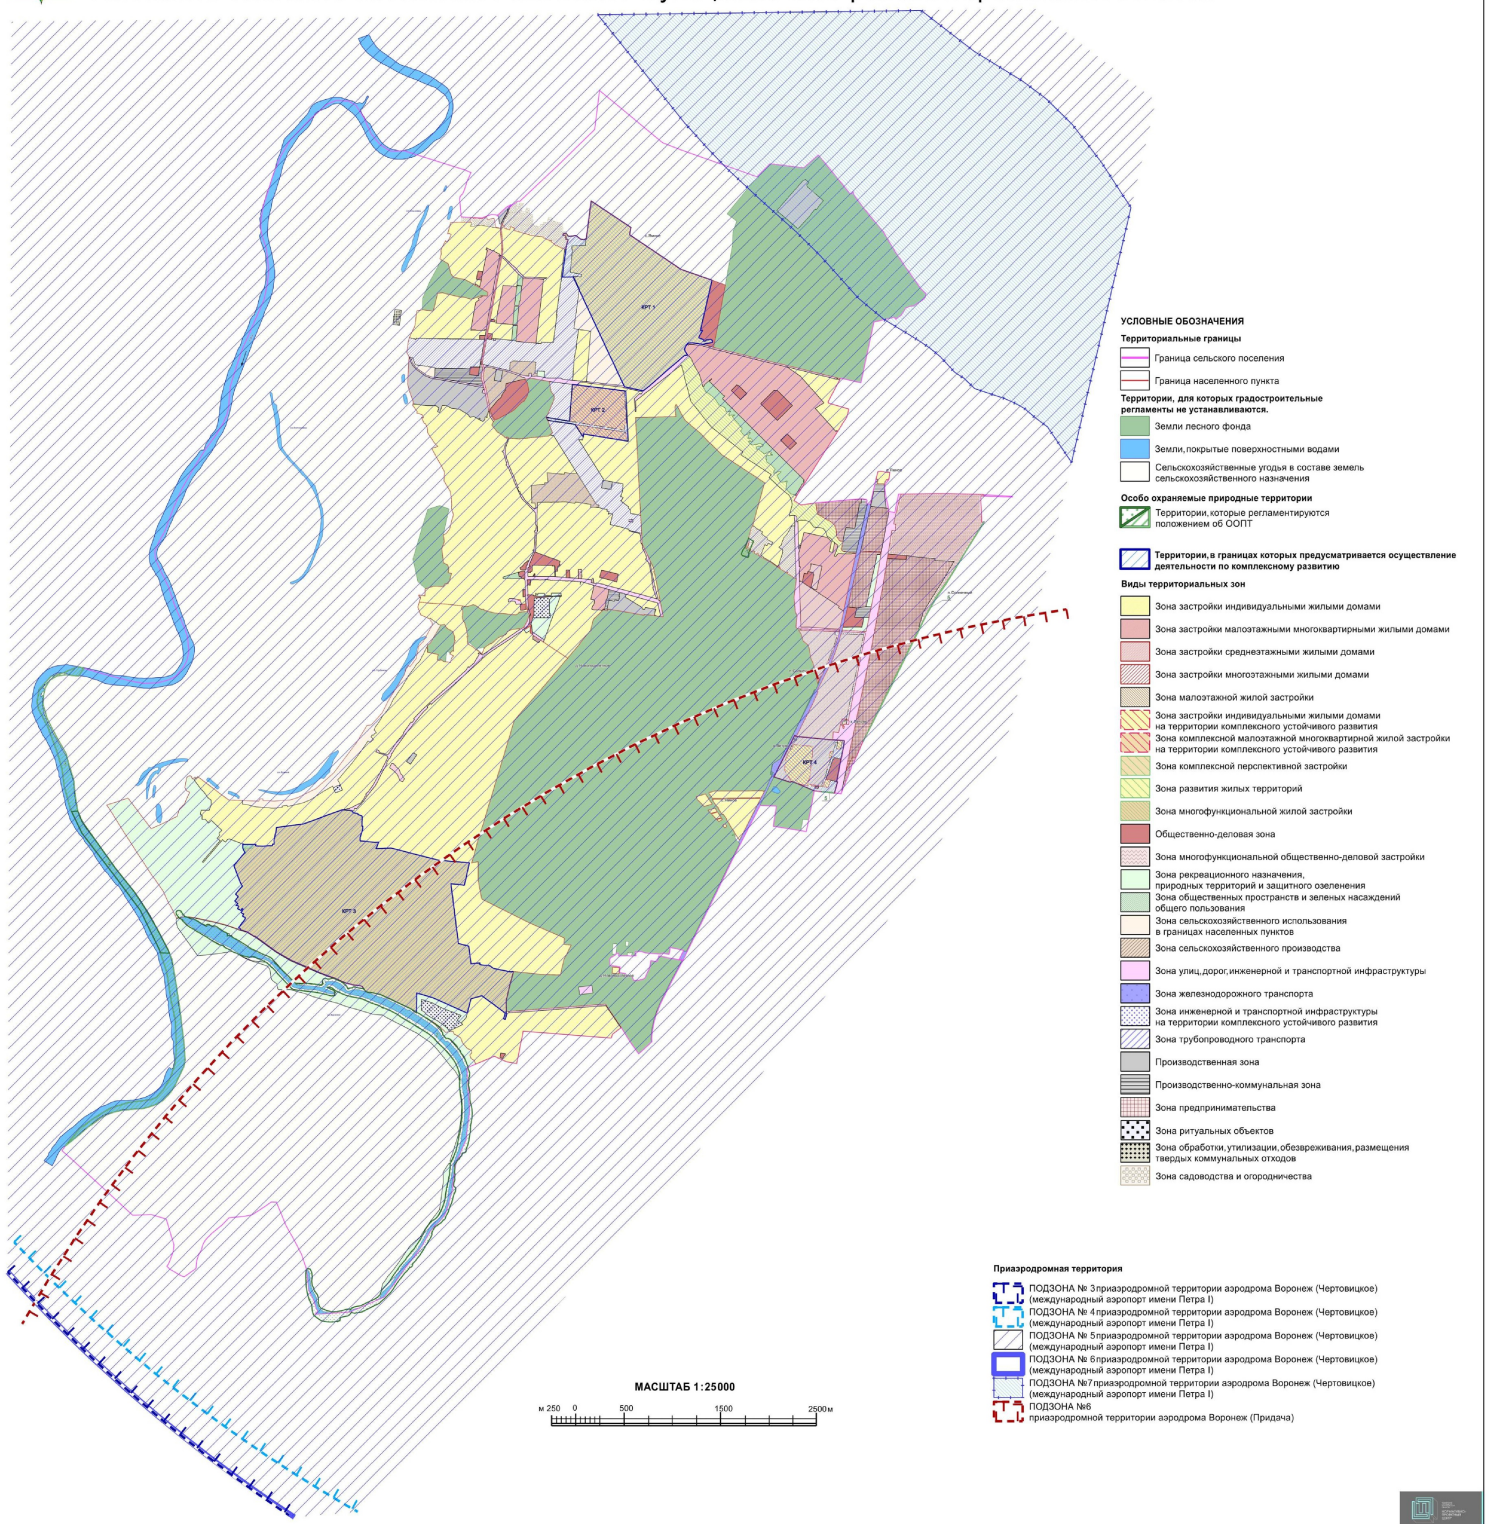 КРТ 1
КРТ 2
КРТ 4
КРТ 3
УСЛОВНЫЕ ОБОЗНАЧЕНИЯ
Территориальные границы
Граница сельского поселения
Граница населенного пункта
Территории, для которых градостроительные
регламенты не устанавливаются.
Земли лесного фонда
Земли, покрытые поверхностными водами
Сельскохозяйственные угодья в составе земель
сельскохозяйственного назначения
Особо охраняемые природные территории
Территории, которые регламентируются
положением об ООПТ
Территории, в границах которых предусматривается осуществление
деятельности по комплексному развитию
Виды территориальных зон
Зона застройки индивидуальными жилыми домами
Зона застройки малоэтажными многоквартирными жилыми домами
Зона застройки среднеэтажными жилыми домами
Зона застройки многоэтажными жилыми домами
Зона малоэтажной жилой застройки
Зона застройки индивидуальными жилыми домами
на территории комплексного устойчивого развития
Зона комплексной малоэтажной многоквартирной жилой застройки
на территории комплексного устойчивого развития
Зона комплексной перспективной застройки
Зона развития жилых территорий
Зона многофункциональной жилой застройки
Общественно-деловая зона
Зона многофункциональной общественно-деловой застройки
Зона рекреационного назначения,
природных территорий и защитного озеленения
Зона общественных пространств и зеленых насаждений
общего пользования
Зона сельскохозяйственного использования
в границах населенных пунктов
Зона сельскохозяйственного производства
Зона улиц, дорог, инженерной и транспортной инфраструктуры
Зона железнодорожного транспорта
Зона инженерной и транспортной инфраструктуры
на территории комплексного устойчивого развития
Зона трубопроводного транспорта
Производственная зона
Производственно-коммунальная зона
Зона предпринимательства
Зона ритуальных объектов
Зона обработки, утилизации, обезвреживания, размещения
твердых коммунальных отходов
Зона садоводства и огородничества
Приаэродромная территория
ПОДЗОНА № 3 приаэродромной территории аэродрома Воронеж (Чертовицкое)
(международный аэропорт имени Петра I)
ПОДЗОНА № 4 приаэродромной территории аэродрома Воронеж (Чертовицкое)
(международный аэропорт имени Петра I)
ПОДЗОНА № 5 приаэродромной территории аэродрома Воронеж (Чертовицкое)
(международный аэропорт имени Петра I)
ПОДЗОНА № 6 приаэродромной территории аэродрома Воронеж (Чертовицкое)
(международный аэропорт имени Петра I)
ПОДЗОНА №7 приаэродромной территории аэродрома Воронеж (Чертовицкое)
(международный аэропорт имени Петра I)
ПОДЗОНА №6
приаэродромной территории аэродрома Воронеж (Придача)
МАСШТАБ 1:25000
м 250 0 500 1500 2500 м